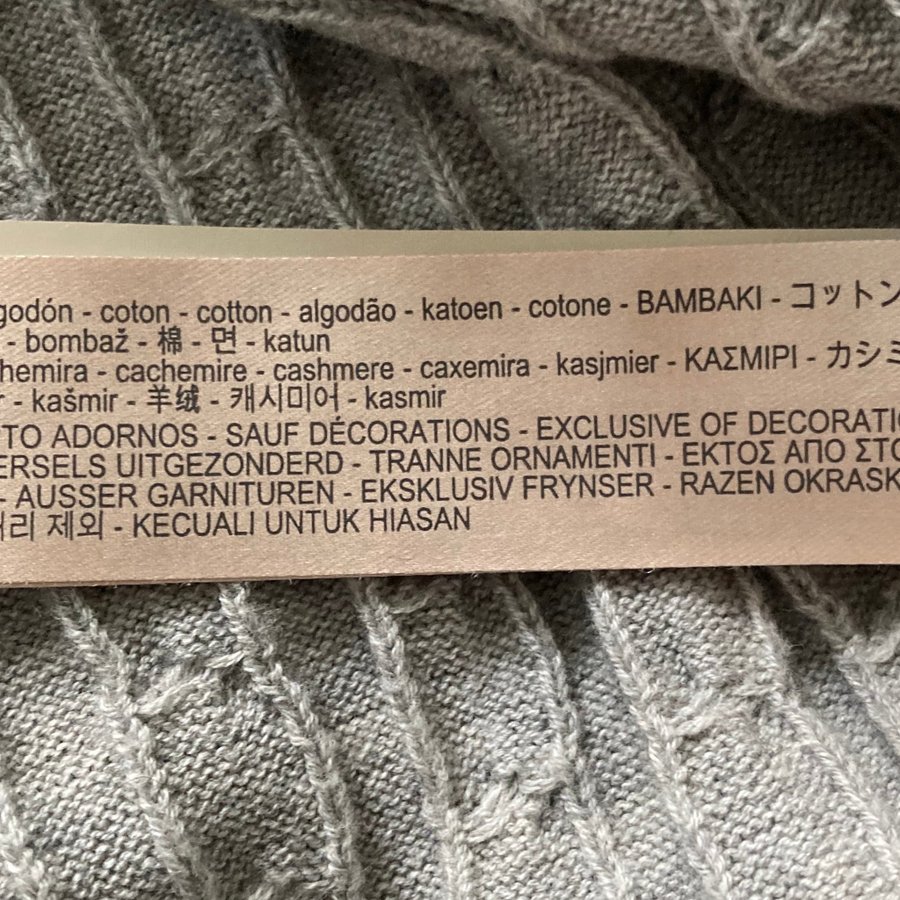 godón - coton - cotton - algodão - katoen - cotone - BAMBAKI - コットン
- bombaž - 棉 - 면 - katun
hemira - cachemire - cashmere - caxemira - kasjmier - ΚΑΣΜΙΡΙ - カシミ
- kašmir - 羊绒 - 캐시미어 - kasmir
TO ADORNOS - SAUF DÉCORATIONS - EXCLUSIVE OF DECORATIO
ERSELS UITGEZONDERD - TRANNE ORNAMENTI - ΕΚΤΟΣ ΑΠΟ ΣΤΟ
- AUSSER GARNITUREN - EKSKLUSIV FRYNSER - RAZEN OKRASK
리 제외 - KECUALI UNTUK HIASAN